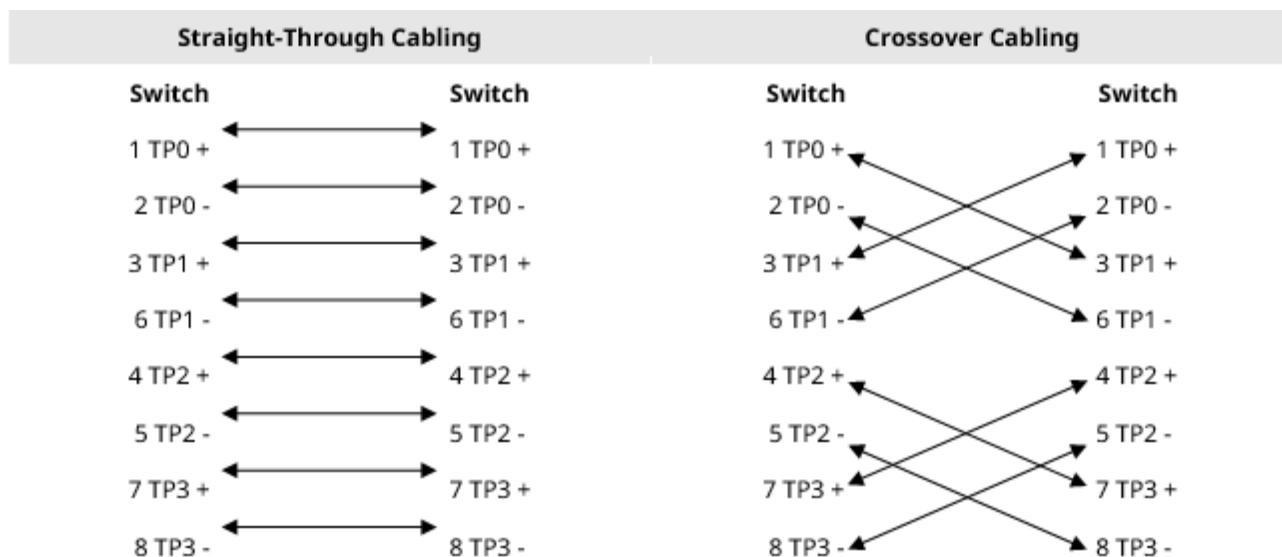 Straight-Through Cabling Crossover Cabling
Switch Switch Switch Switch
1 TP0 + 1 TP0 + 1 TP0 + 1 TP0 +
2 TP0 - 2 TP0 - 2 TP0 - 2 TP0 -
3 TP1 + 3 TP1 + 3 TP1 + 3 TP1 +
6 TP1 - 6 TP1 - 6 TP1 - 6 TP1 -
4 TP2 + 4 TP2 + 4 TP2 + 4 TP2 +
5 TP2 - 5 TP2 - 5 TP2 - 5 TP2 -
7 TP3 + 7 TP3 + 7 TP3 + 7 TP3 +
8 TP3 - 8 TP3 - 8 TP3 - 8 TP3 -